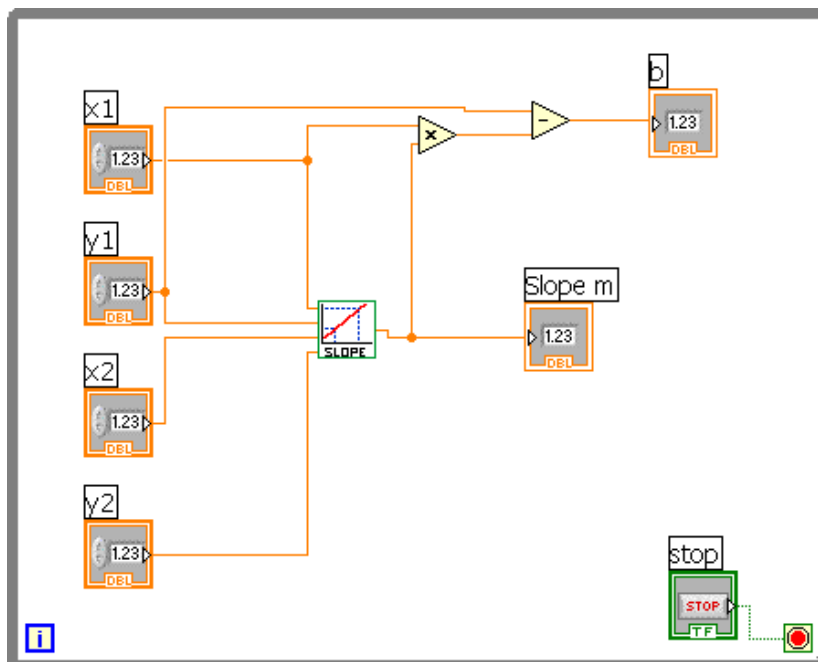 b
x1
1.23
DBL
×
−
1.23
DBL
y1
1.23
DBL
Slope m
1.23
DBL
SLOPE
x2
1.23
DBL
y2
1.23
DBL
stop
STOP
TF
i